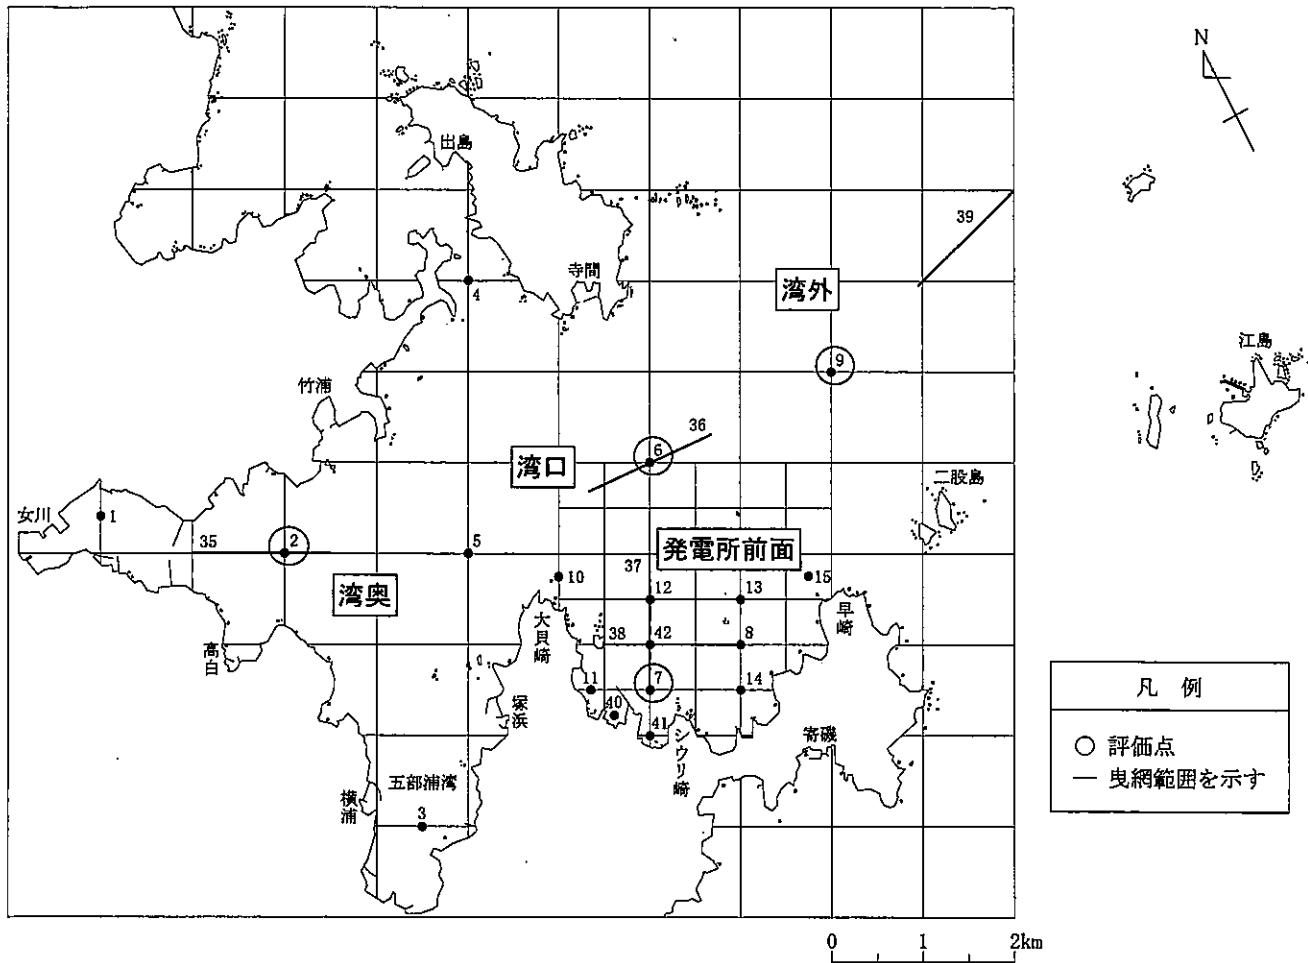 N
出島
39
寺間
湾外
4
9
江島
竹浦
36
湾口
6
二股島
女川
1
35
2
5
発電所前面
37
湾奥
10
12
13
15
大貝崎
早崎
38
42
8
高白
11
7
14
塚浜
40
41
シウリ崎
寄磯
凡 例
○ 評価点
— 曳網範囲を示す
五部浦湾
横浦
3
0 1 2km